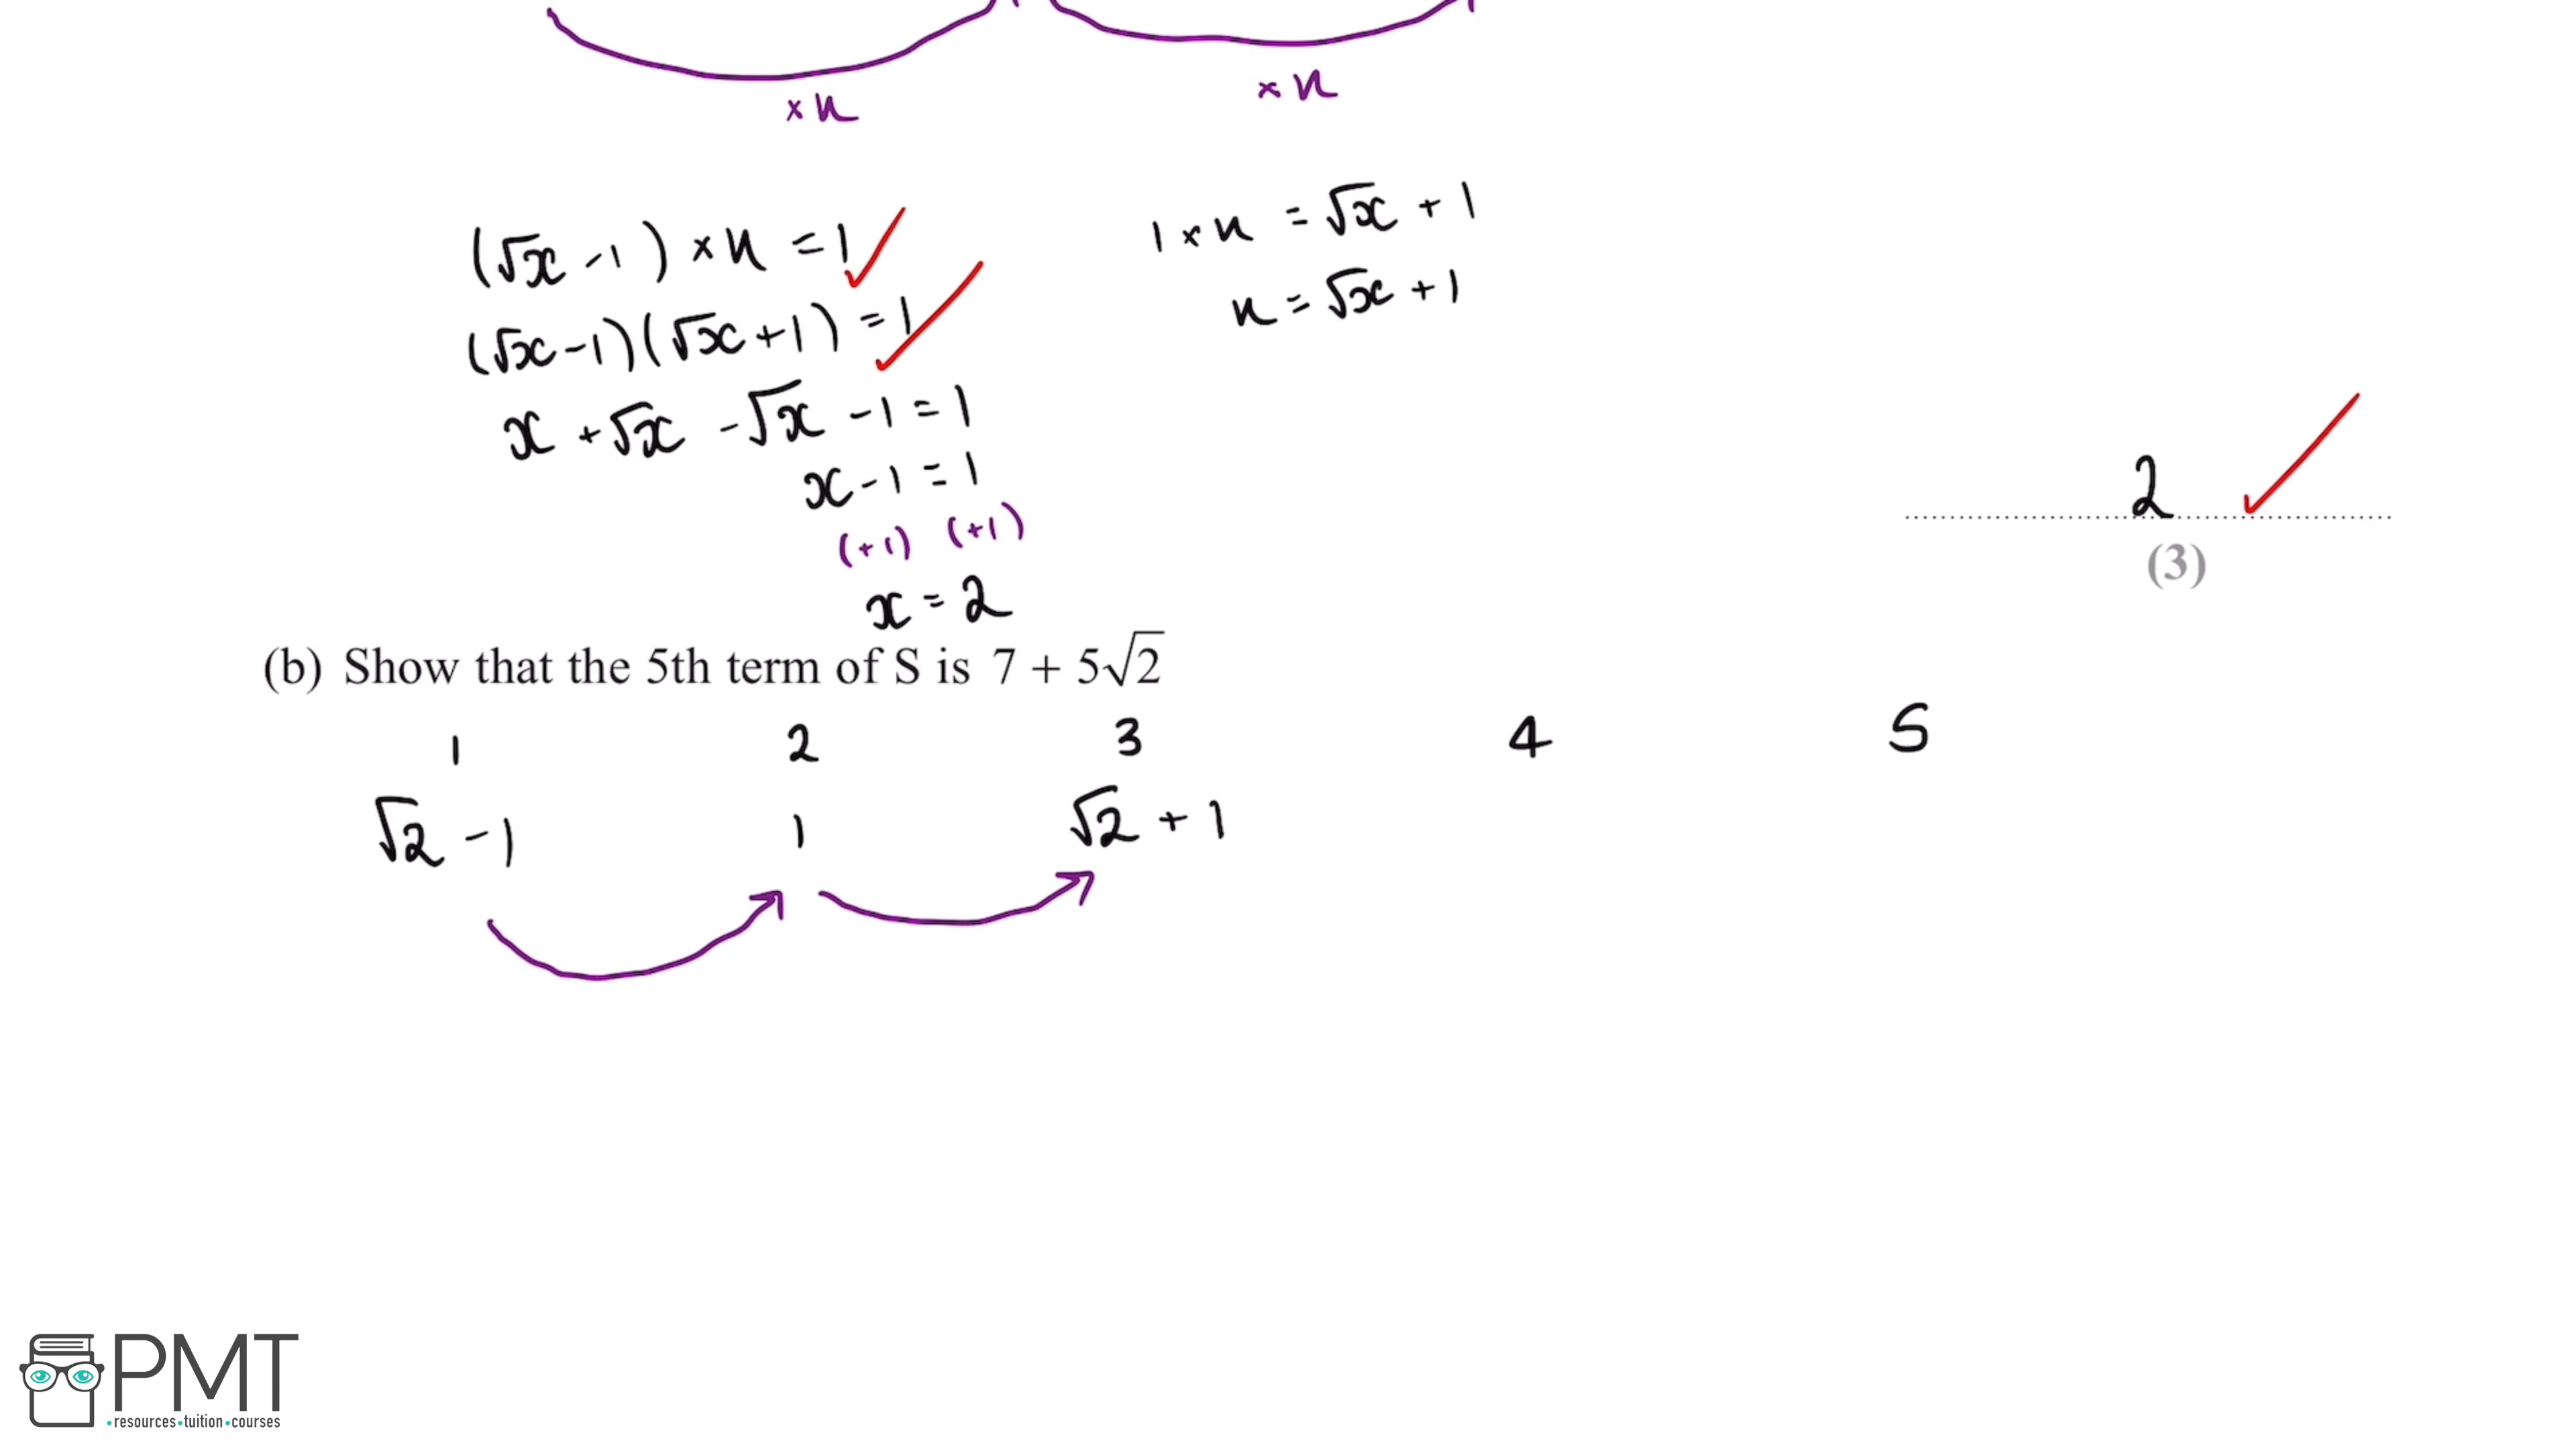 ×n ×n
(√x - 1) × n = 1
1 × n = √x + 1
(√x - 1)(√x + 1) = 1
n = √x + 1
x + √x - √x - 1 = 1
x - 1 = 1
(+1) (+1)
2
(3)
x = 2
(b) Show that the 5th term of S is 7 + 5√2
1 2 3 4 5
√2 - 1 1 √2 + 1
PMT
•resources•tuition•courses